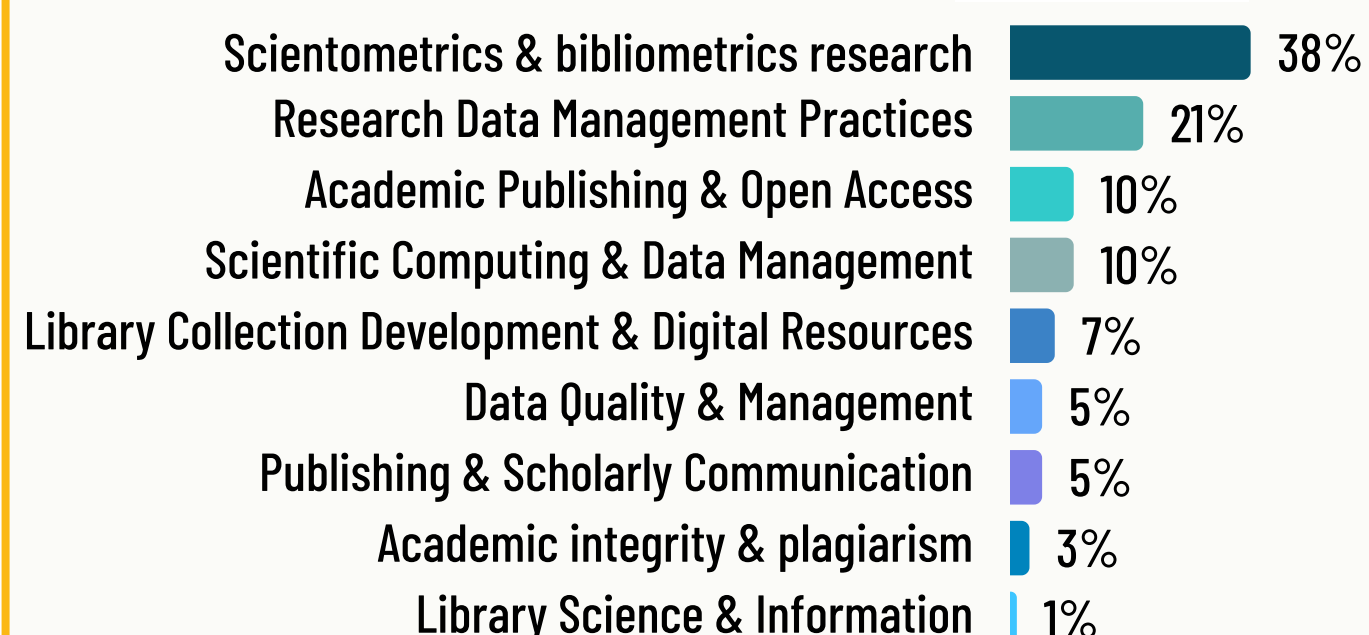 Scientometrics & bibliometrics research 38%
Research Data Management Practices 21%
Academic Publishing & Open Access 10%
Scientific Computing & Data Management 10%
Library Collection Development & Digital Resources 7%
Data Quality & Management 5%
Publishing & Scholarly Communication 5%
Academic integrity & plagiarism 3%
Library Science & Information 1%